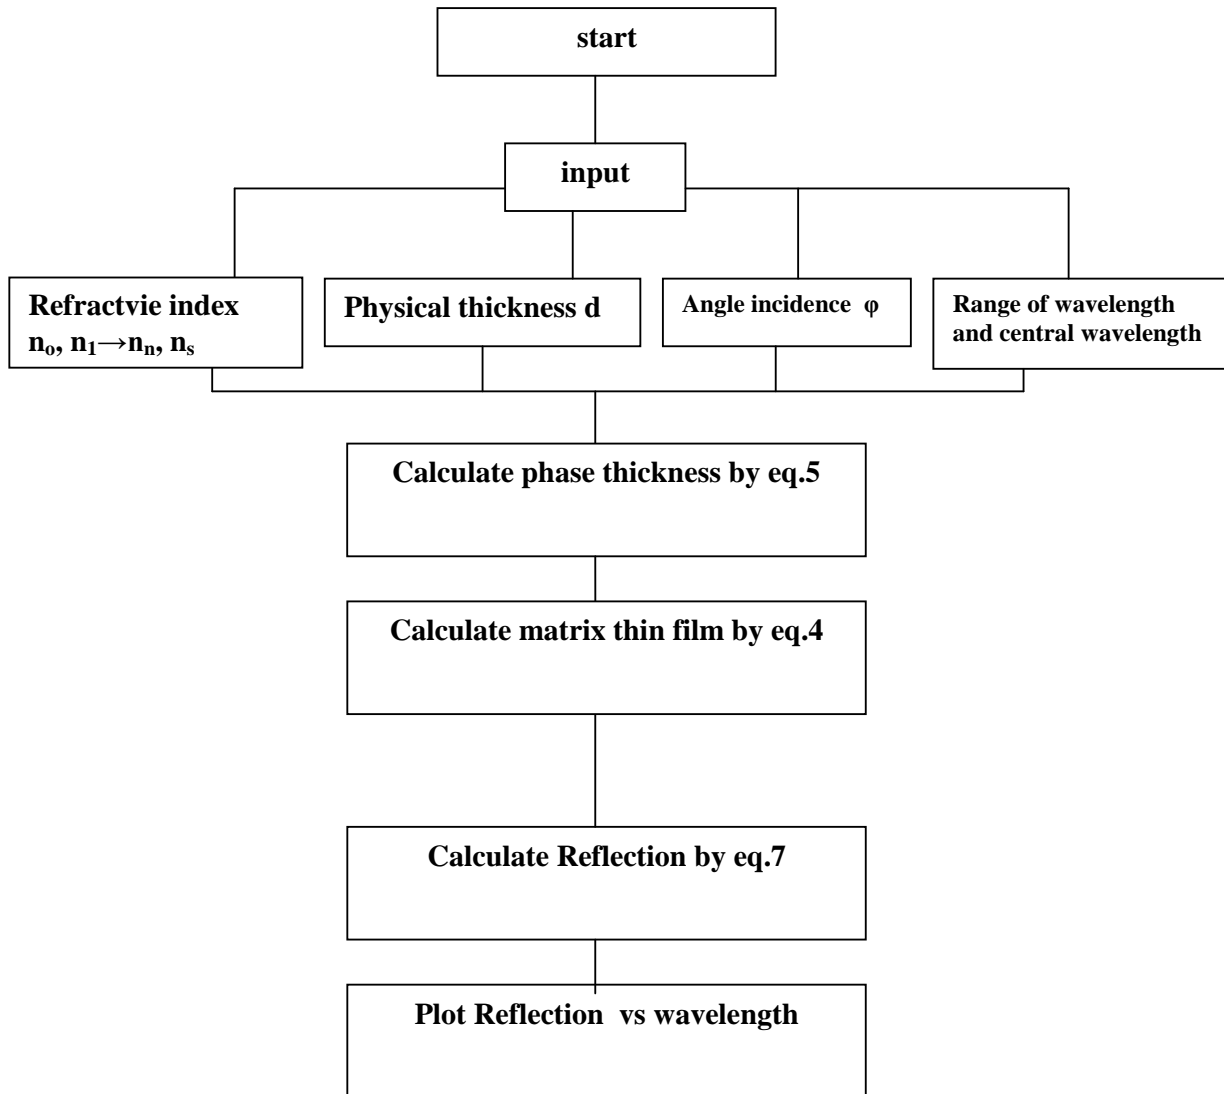 start
input
Refractvie index
nₒ, n₁→nₙ, nₛ
Physical thickness d
Angle incidence φ
Range of wavelength
and central wavelength
Calculate phase thickness by eq.5
Calculate matrix thin film by eq.4
Calculate Reflection by eq.7
Plot Reflection vs wavelength